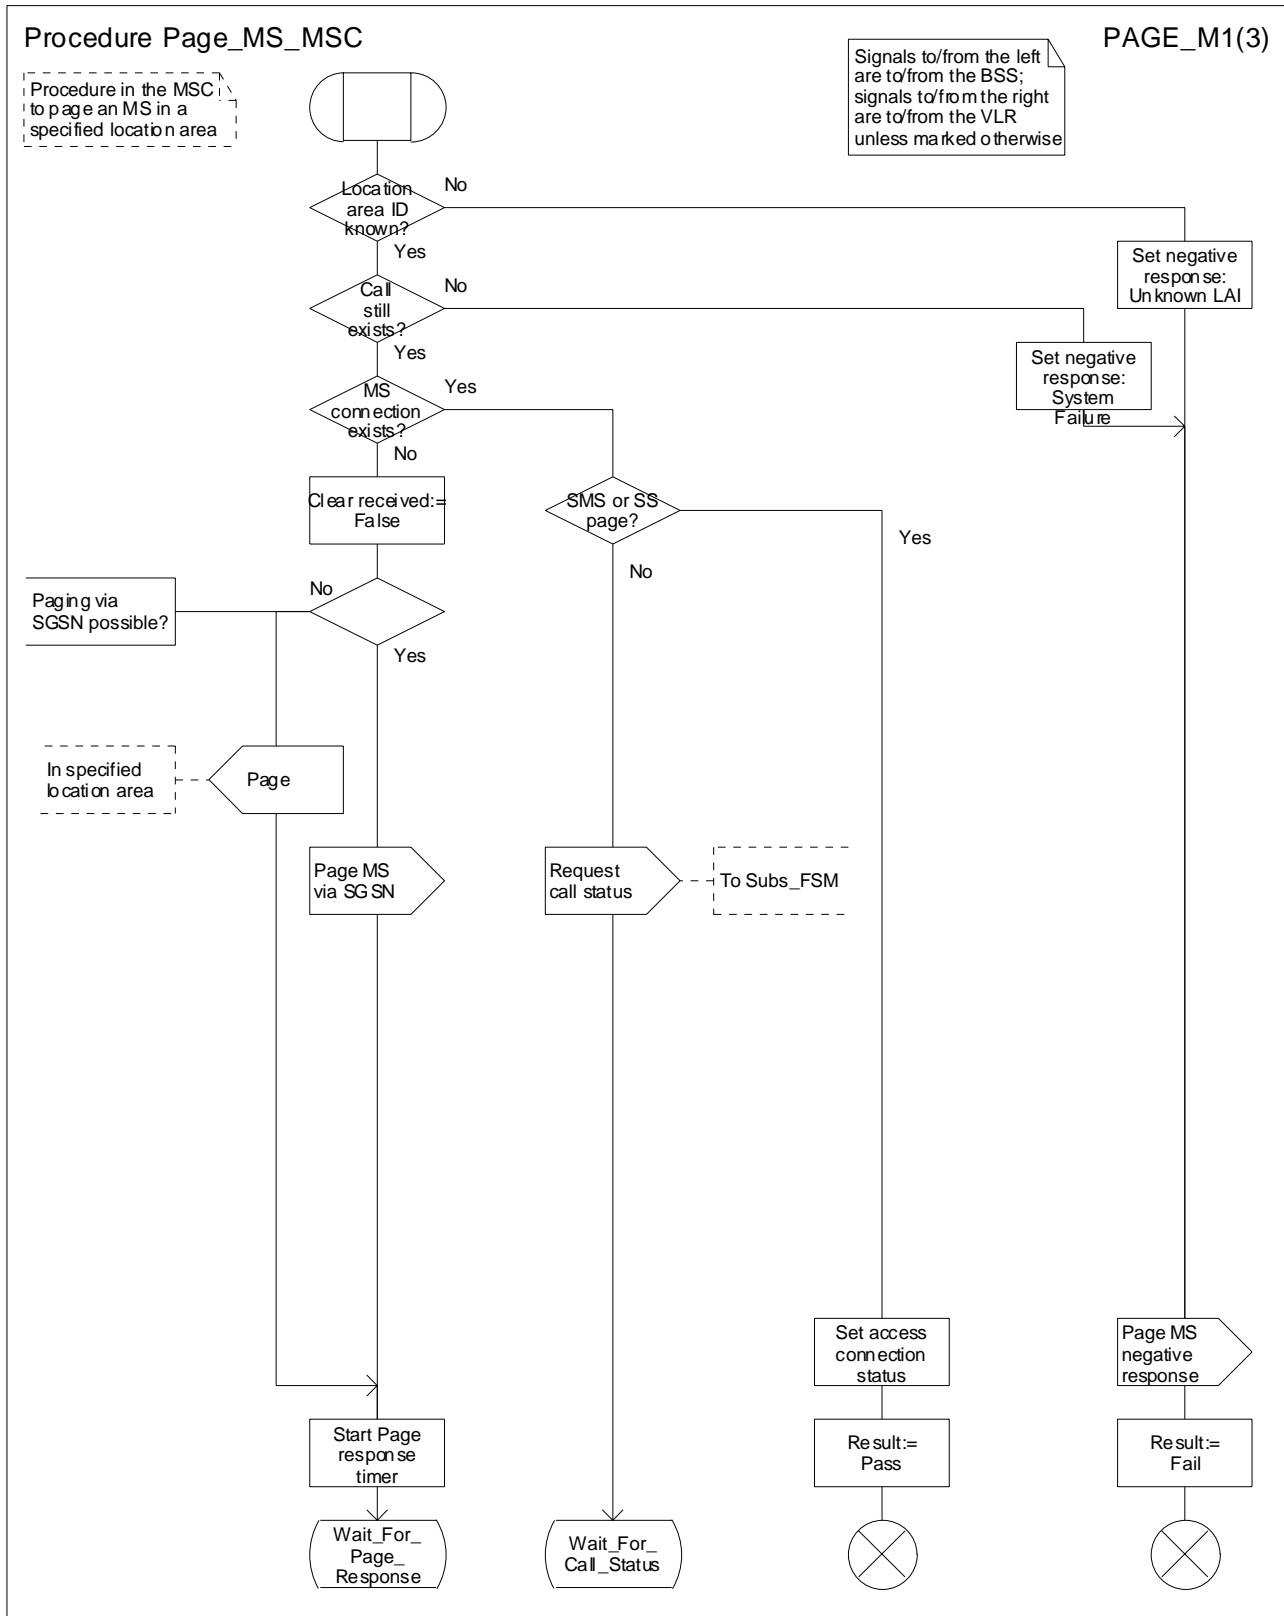 Procedure Page_MS_MSC
PAGE_M1(3)
Procedure in the MSC
to page an MS in a
specified location area
Signals to/from the left
are to/from the BSS;
signals to/from the right
are to/from the VLR
unless marked otherwise
Location
area ID
known?
No
Yes
Set negative
response:
Unknown LAI
Call
still
exists?
No
Yes
Set negative
response:
System
Failure
MS
connection
exists?
Yes
No
Clear received:=
False
SMS or SS
page?
Yes
No
Paging via
SGSN possible?
No
Yes
In specified
location area
Page
Page MS
via SGSN
Request
call status
To Subs_FSM
Set access
connection
status
Page MS
negative
response
Start Page
response
timer
Result:=
Pass
Result:=
Fail
Wait_For_
Page_
Response
Wait_For_
Call_Status